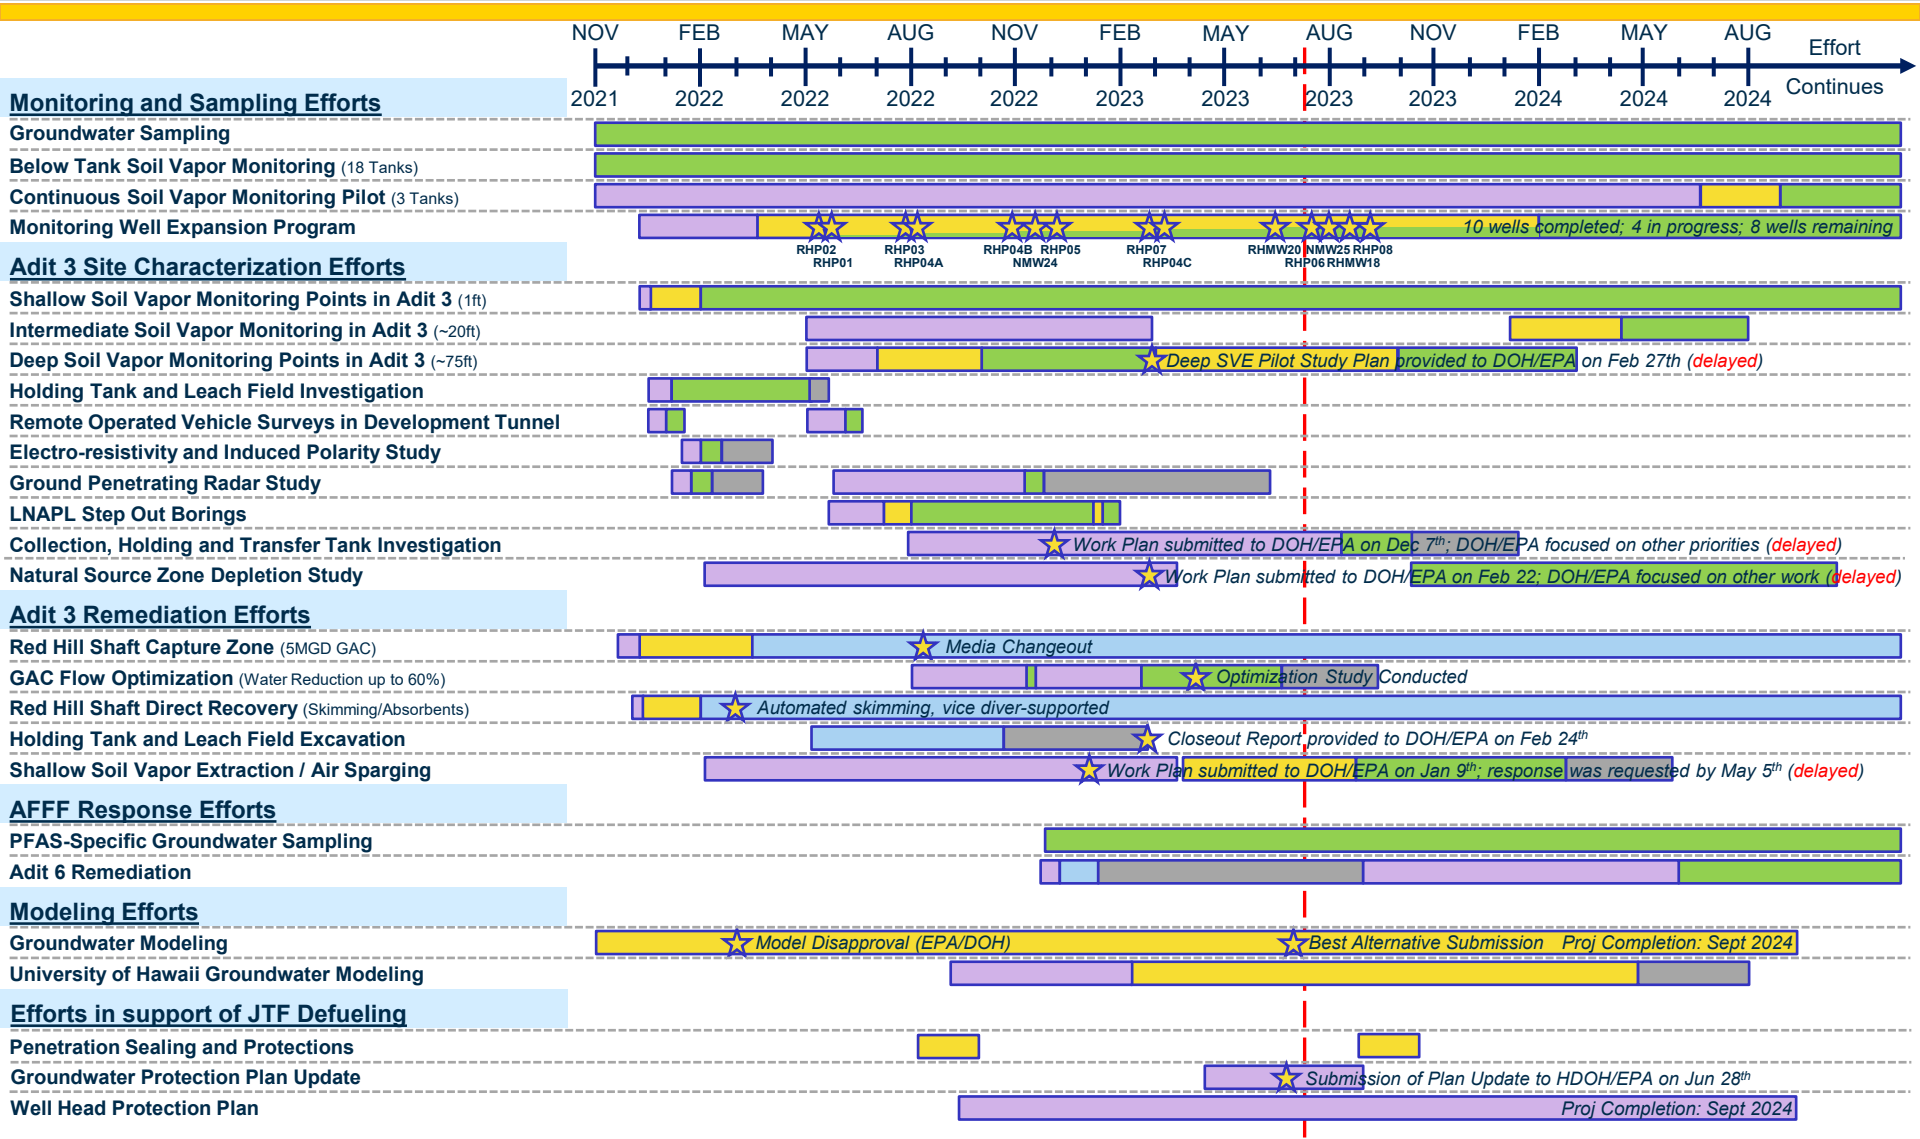 NOV FEB MAY AUG NOV FEB MAY AUG NOV FEB MAY AUG Effort
2021 2022 2022 2022 2022 2023 2023 2023 2023 2024 2024 2024 Continues
Monitoring and Sampling Efforts
Groundwater Sampling
Below Tank Soil Vapor Monitoring (18 Tanks)
Continuous Soil Vapor Monitoring Pilot (3 Tanks)
Monitoring Well Expansion Program 10 wells completed; 4 in progress; 8 wells remaining
RHP02 RHP03 RHP04B RHP05 RHP07 RHMW20 NMW25 RHP08
RHP01 RHP04A NMW24 RHP04C RHP06 RHMW18
Adit 3 Site Characterization Efforts
Shallow Soil Vapor Monitoring Points in Adit 3 (1ft)
Intermediate Soil Vapor Monitoring in Adit 3 (~20ft)
Deep Soil Vapor Monitoring Points in Adit 3 (~75ft) Deep SVE Pilot Study Plan provided to DOH/EPA on Feb 27th (delayed)
Holding Tank and Leach Field Investigation
Remote Operated Vehicle Surveys in Development Tunnel
Electro-resistivity and Induced Polarity Study
Ground Penetrating Radar Study
LNAPL Step Out Borings
Collection, Holding and Transfer Tank Investigation Work Plan submitted to DOH/EPA on Dec 7th; DOH/EPA focused on other priorities (delayed)
Natural Source Zone Depletion Study Work Plan submitted to DOH/EPA on Feb 22; DOH/EPA focused on other work (delayed)
Adit 3 Remediation Efforts
Red Hill Shaft Capture Zone (5MGD GAC) Media Changeout
GAC Flow Optimization (Water Reduction up to 60%) Optimization Study Conducted
Red Hill Shaft Direct Recovery (Skimming/Absorbents) Automated skimming, vice diver-supported
Holding Tank and Leach Field Excavation Closeout Report provided to DOH/EPA on Feb 24th
Shallow Soil Vapor Extraction / Air Sparging Work Plan submitted to DOH/EPA on Jan 9th; response was requested by May 5th (delayed)
AFFF Response Efforts
PFAS-Specific Groundwater Sampling
Adit 6 Remediation
Modeling Efforts
Groundwater Modeling Model Disapproval (EPA/DOH) Best Alternative Submission Proj Completion: Sept 2024
University of Hawaii Groundwater Modeling
Efforts in support of JTF Defueling
Penetration Sealing and Protections
Groundwater Protection Plan Update Submission of Plan Update to HDOH/EPA on Jun 28th
Well Head Protection Plan Proj Completion: Sept 2024